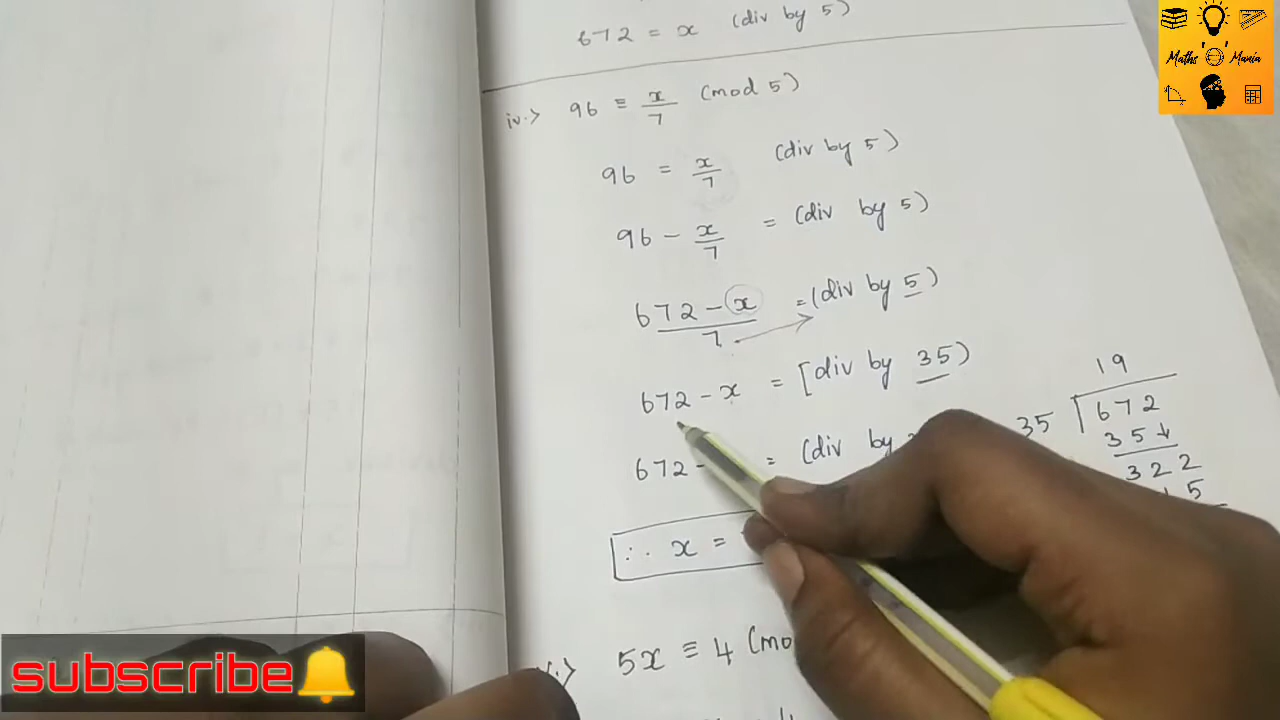 672 = x (div by 5)
iv.> 96 ≡ x/7 (mod 5)
96 = x/7 (div by 5)
96 - x/7 = (div by 5)
672 - x / 7 = (div by 5)
672 - x = [div by 35)
672 - = (div by
∴ x =
5x ≡ 4 (mo
19
35 672
35↓
322
5
Maths Mania
subscribe